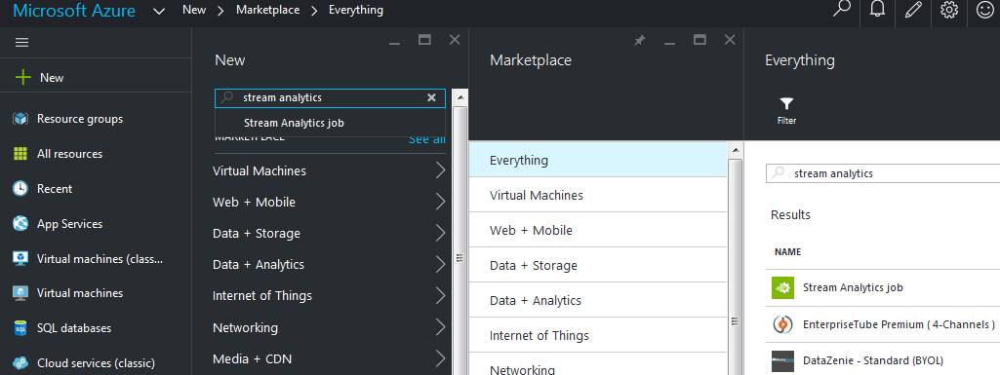 Microsoft Azure
New
Marketplace
Everything
New
Resource groups
All resources
Recent
App Services
Virtual machines (classi...
Virtual machines
SQL databases
Cloud services (classic)
New
stream analytics
Stream Analytics job
MARKETPLACE
See all
Virtual Machines
Web + Mobile
Data + Storage
Data + Analytics
Internet of Things
Networking
Media + CDN
Marketplace
Everything
Virtual Machines
Web + Mobile
Data + Storage
Data + Analytics
Internet of Things
Networking
Everything
Filter
stream analytics
Results
NAME
Stream Analytics job
EnterpriseTube Premium ( 4-Channels )
DataZenie - Standard (BYOL)